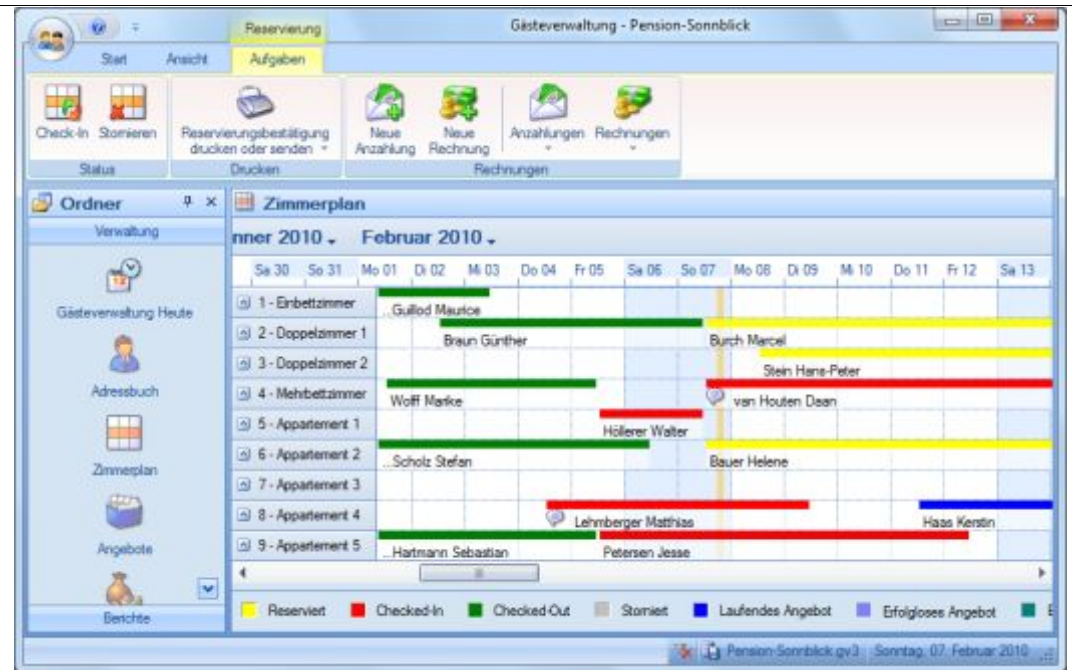 Reservierung Gästeverwaltung - Pension-Sonnblick
Start Ansicht Aufgaben
Check-In Stornieren Reservierungsbestätigung drucken oder senden Neue Anzahlung Neue Rechnung Anzahlungen Rechnungen
Status Drucken Rechnungen
Ordner Zimmerplan
Verwaltung
nner 2010 Februar 2010
Sa 30 So 31 Mo 01 Di 02 Mi 03 Do 04 Fr 05 Sa 06 So 07 Mo 08 Di 09 Mi 10 Do 11 Fr 12 Sa 13
Gästeverwaltung Heute
Adressbuch
Zimmerplan
Angebote
Berichte
1 - Einbettzimmer ...Guillod Maurice
2 - Doppelzimmer 1 Braun Günther Burch Marcel
3 - Doppelzimmer 2 Stein Hans-Peter
4 - Mehrbettzimmer Wolff Marike van Houten Daan
5 - Appartement 1 Höllerer Walter
6 - Appartement 2 ...Scholz Stefan Bauer Helene
7 - Appartement 3
8 - Appartement 4 Lehmberger Matthias Haas Kerstin
9 - Appartement 5 ...Hartmann Sebastian Petersen Jesse
Reserviert Checked-In Checked-Out Storniert Laufendes Angebot Erfolgloses Angebot E
Pension-Sonnblick.gv3 Sonntag, 07. Februar 2010